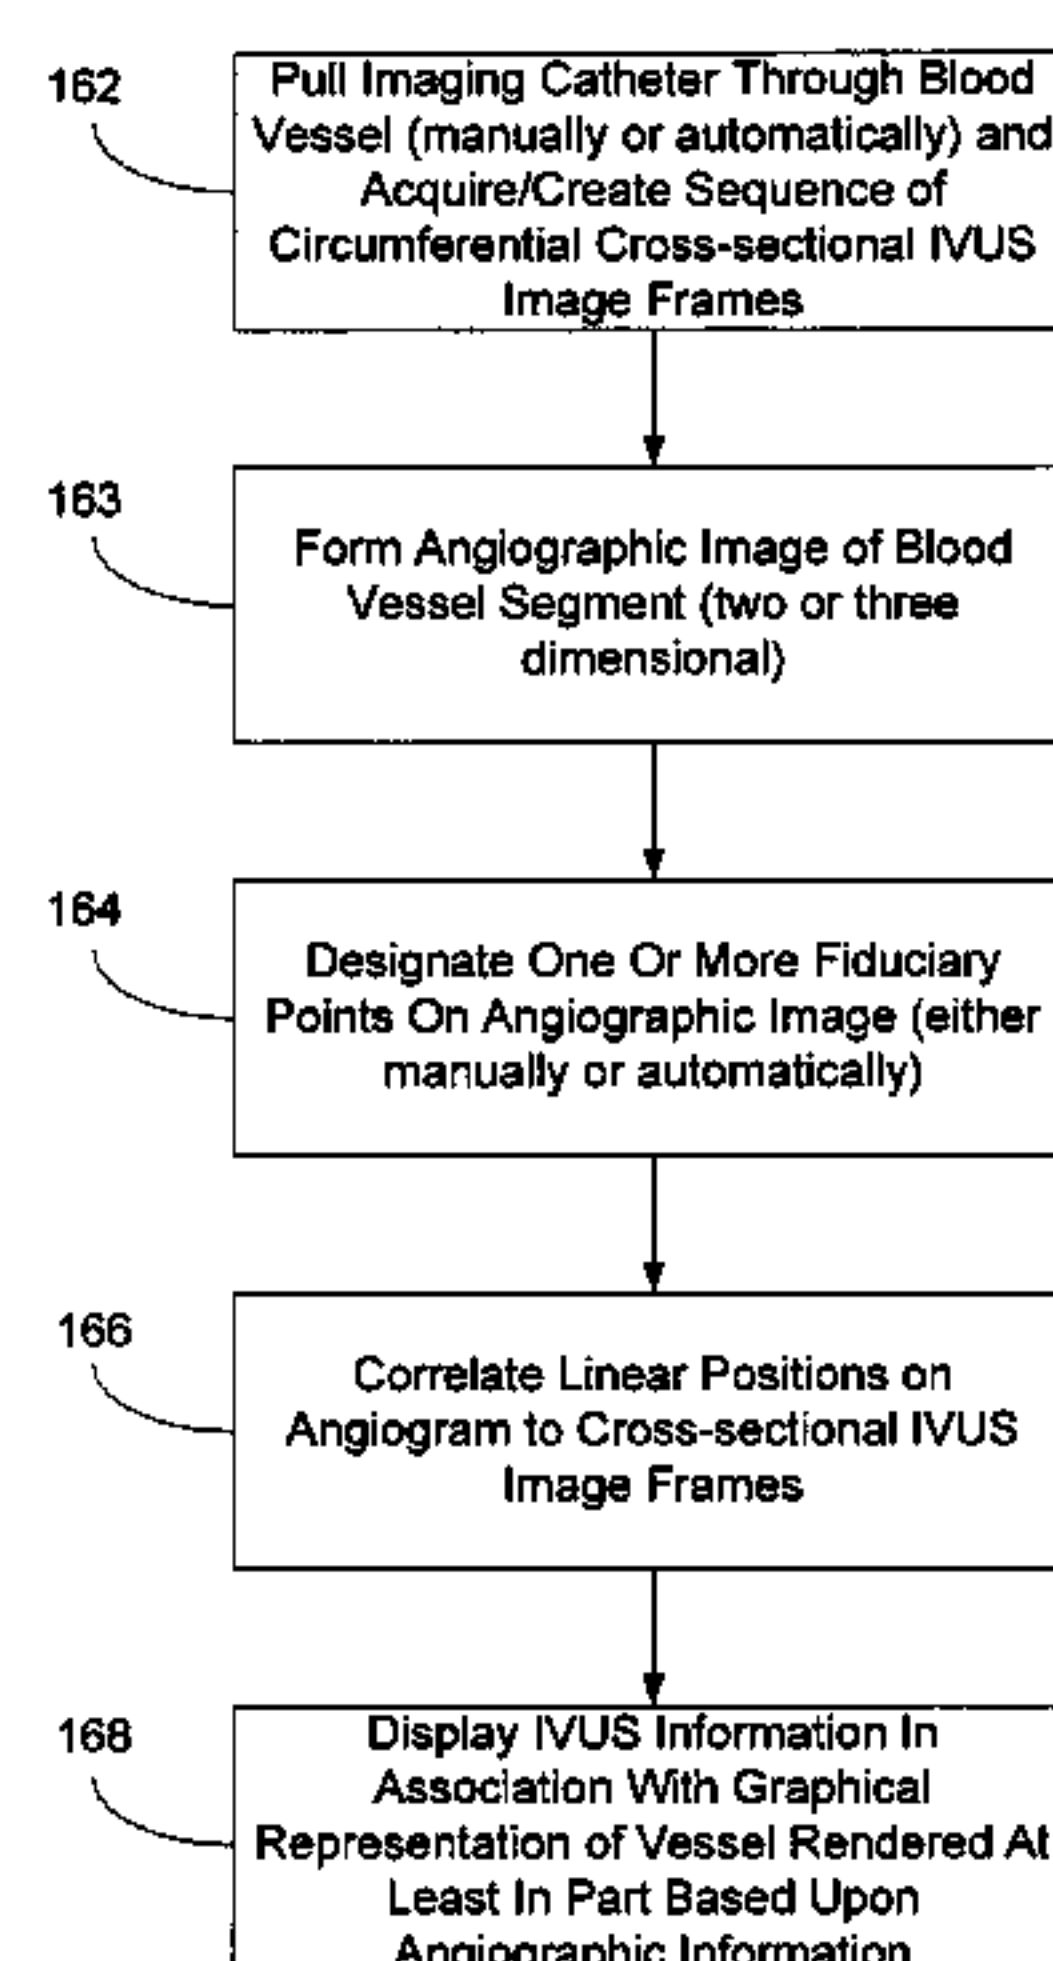 162
Pull Imaging Catheter Through Blood
Vessel (manually or automatically) and
Acquire/Create Sequence of
Circumferential Cross-sectional IVUS
Image Frames
163
Form Angiographic Image of Blood
Vessel Segment (two or three
dimensional)
164
Designate One Or More Fiduciary
Points On Angiographic Image (either
manually or automatically)
166
Correlate Linear Positions on
Angiogram to Cross-sectional IVUS
Image Frames
168
Display IVUS Information In
Association With Graphical
Representation of Vessel Rendered At
Least In Part Based Upon
Angiographic Information